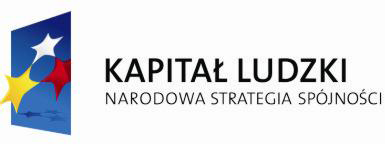 KAPITAŁ LUDZKI
NARODOWA STRATEGIA SPÓJNOŚCI